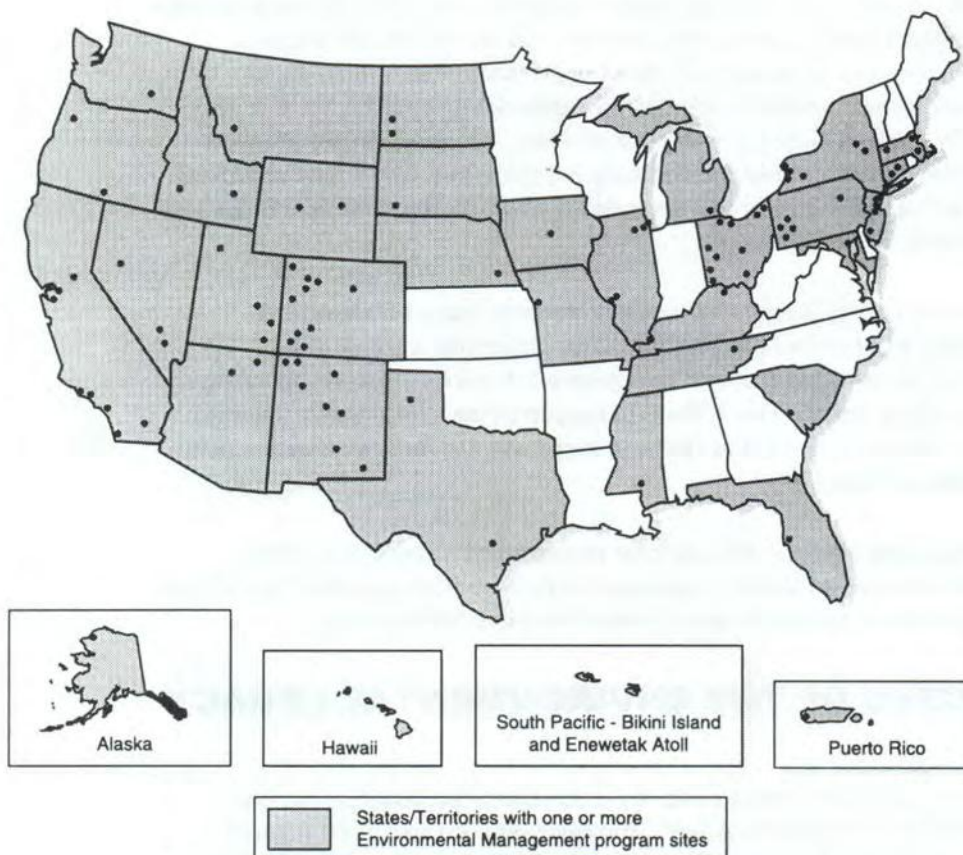 Alaska
Hawaii
South Pacific - Bikini Island
and Enewetak Atoll
Puerto Rico
States/Territories with one or more
Environmental Management program sites